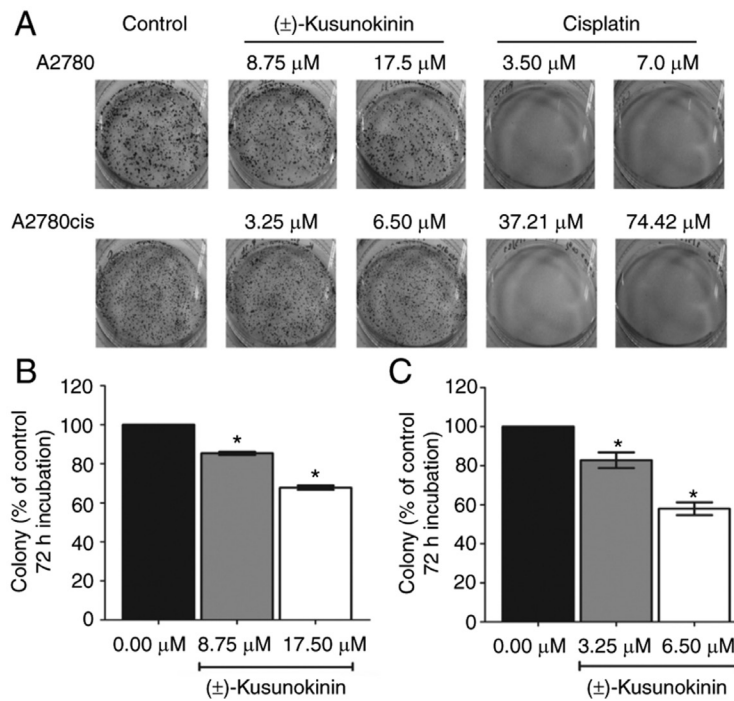 A
Control (±)-Kusunokinin Cisplatin
A2780 8.75 μM 17.5 μM 3.50 μM 7.0 μM
A2780cis 3.25 μM 6.50 μM 37.21 μM 74.42 μM
B
Colony (% of control
72 h incubation)
120
100
80
60
40
20
0
*
*
0.00 μM 8.75 μM 17.50 μM
(±)-Kusunokinin
C
Colony (% of control
72 h incubation)
120
100
80
60
40
20
0
*
*
0.00 μM 3.25 μM 6.50 μM
(±)-Kusunokinin